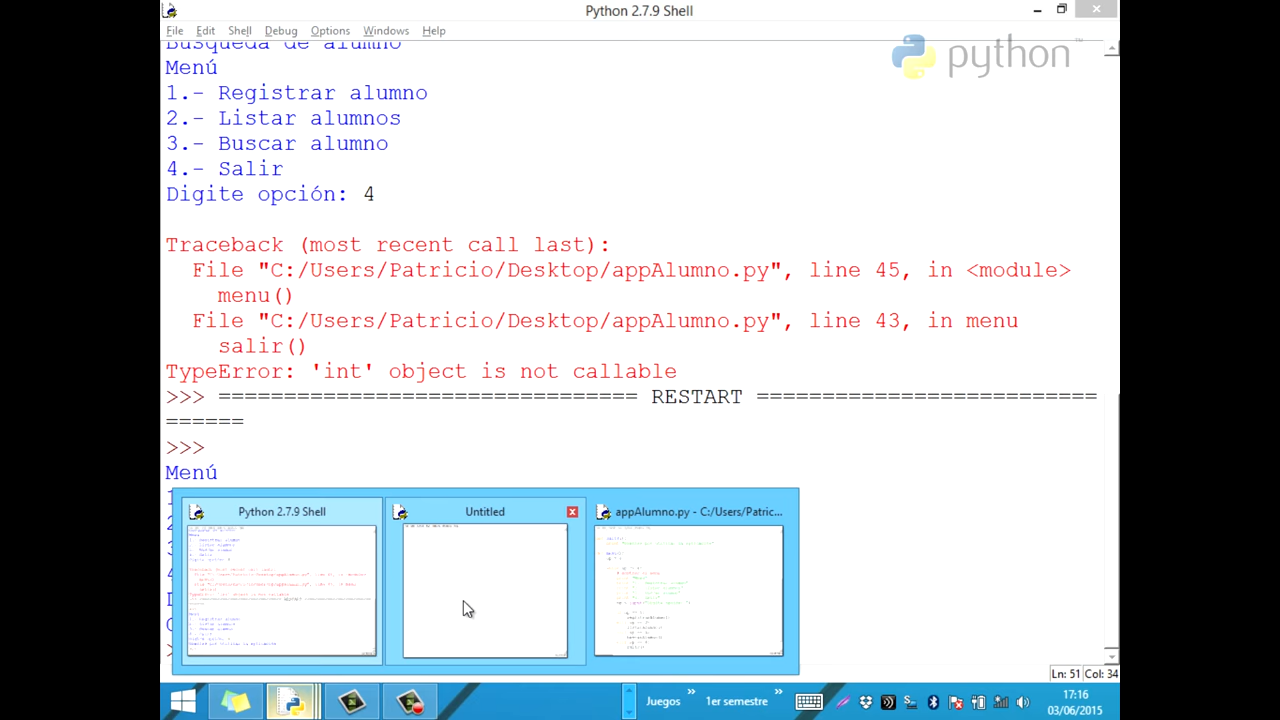 Python 2.7.9 Shell
File Edit Shell Debug Options Windows Help
python
Busqueda de alumno
Menú
1.- Registrar alumno
2.- Listar alumnos
3.- Buscar alumno
4.- Salir
Digite opción: 4
Traceback (most recent call last):
File "C:/Users/Patricio/Desktop/appAlumno.py", line 45, in <module>
menu()
File "C:/Users/Patricio/Desktop/appAlumno.py", line 43, in menu
salir()
TypeError: 'int' object is not callable
>>> ================================ RESTART ==========================
======
>>>
Menú
Python 2.7.9 Shell
Untitled
appAlumno.py - C:/Users/Patric...
Ln: 51 Col: 34
Juegos
1er semestre
17:16
03/06/2015